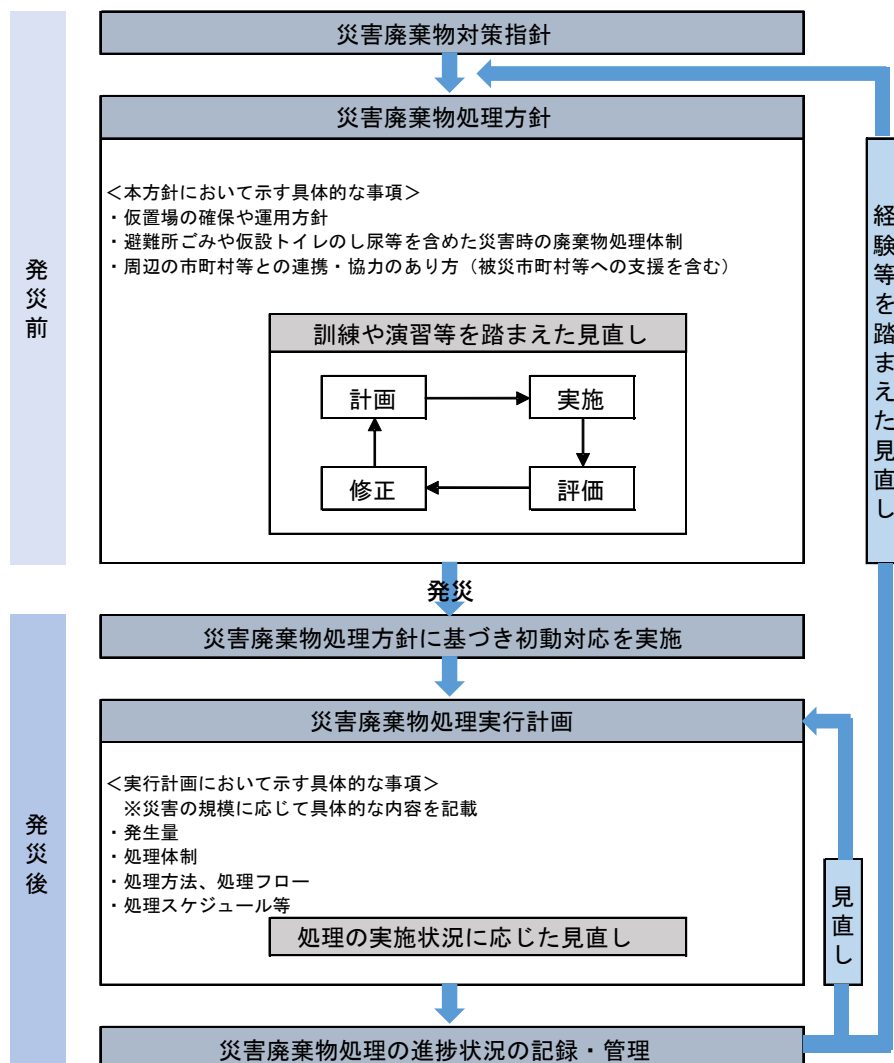 災害廃棄物対策指針
災害廃棄物処理方針
発災前
<本方針において示す具体的な事項>
・仮置場の確保や運用方針
・避難所ごみや仮設トイレのし尿等を含めた災害時の廃棄物処理体制
・周辺の市町村等との連携・協力のあり方（被災市町村等への支援を含む）
訓練や演習等を踏まえた見直し
計画
実施
修正
評価
経験等を踏まえた見直し
発災
災害廃棄物処理方針に基づき初動対応を実施
発災後
災害廃棄物処理実行計画
<実行計画において示す具体的な事項>
※災害の規模に応じて具体的な内容を記載
・発生量
・処理体制
・処理方法、処理フロー
・処理スケジュール等
処理の実施状況に応じた見直し
見直し
災害廃棄物処理の進捗状況の記録・管理